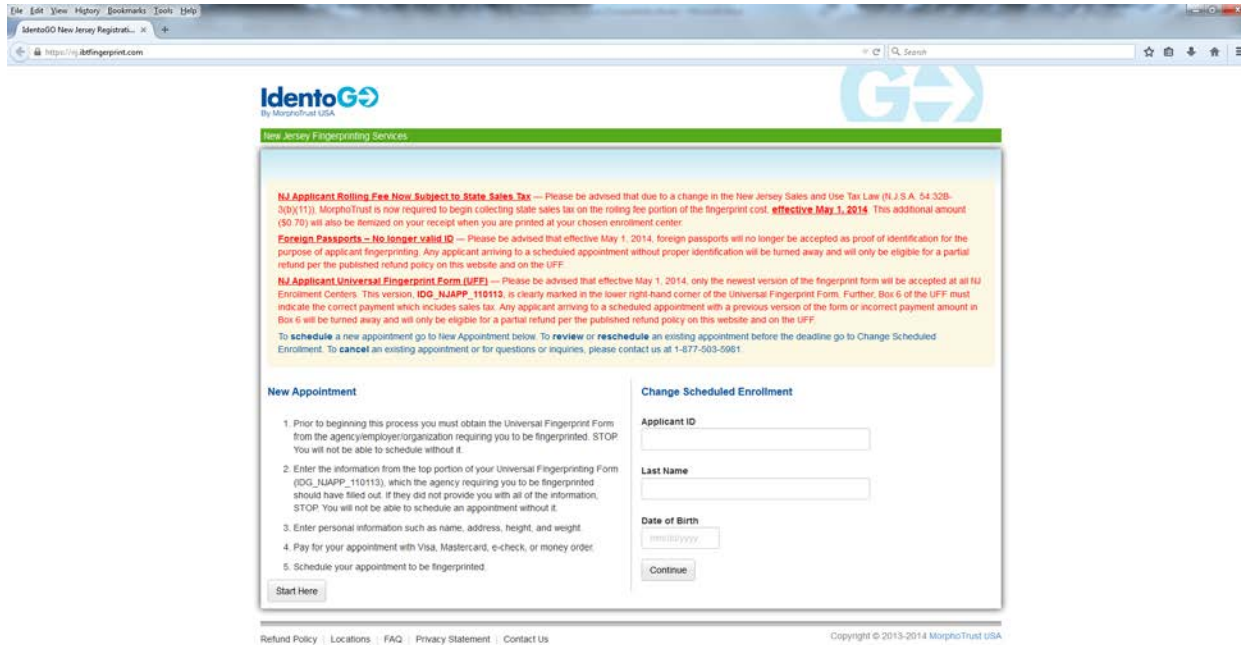 File Edit View History Bookmarks Tools Help
IdentoGO New Jersey Registrati... × +
https://nj.ibtfingerprint.com
Search
IdentoGO
By MorphoTrust USA
New Jersey Fingerprinting Services
NJ Applicant Rolling Fee Now Subject to State Sales Tax — Please be advised that due to a change in the New Jersey Sales and Use Tax Law (N.J.S.A. 54:32B-
3(b)(11)), MorphoTrust is now required to begin collecting state sales tax on the rolling fee portion of the fingerprint cost, effective May 1, 2014. This additional amount
($0.70) will also be itemized on your receipt when you are printed at your chosen enrollment center.
Foreign Passports – No longer valid ID — Please be advised that effective May 1, 2014, foreign passports will no longer be accepted as proof of identification for the
purpose of applicant fingerprinting. Any applicant arriving to a scheduled appointment without proper identification will be turned away and will only be eligible for a partial
refund per the published refund policy on this website and on the UFF.
NJ Applicant Universal Fingerprint Form (UFF) — Please be advised that effective May 1, 2014, only the newest version of the fingerprint form will be accepted at all NJ
Enrollment Centers. This version, IDG_NJAPP_110113, is clearly marked in the lower right-hand corner of the Universal Fingerprint Form. Further, Box 6 of the UFF must
indicate the correct payment which includes sales tax. Any applicant arriving to a scheduled appointment with a previous version of the form or incorrect payment amount in
Box 6 will be turned away and will only be eligible for a partial refund per the published refund policy on this website and on the UFF.
To schedule a new appointment go to New Appointment below. To review or reschedule an existing appointment before the deadline go to Change Scheduled
Enrollment. To cancel an existing appointment or for questions or inquiries, please contact us at 1-877-503-5981.
New Appointment
1. Prior to beginning this process you must obtain the Universal Fingerprint Form
from the agency/employer/organization requiring you to be fingerprinted. STOP.
You will not be able to schedule without it.
2. Enter the information from the top portion of your Universal Fingerprinting Form
(IDG_NJAPP_110113), which the agency requiring you to be fingerprinted
should have filled out. If they did not provide you with all of the information,
STOP. You will not be able to schedule an appointment without it.
3. Enter personal information such as name, address, height, and weight.
4. Pay for your appointment with Visa, Mastercard, e-check, or money order.
5. Schedule your appointment to be fingerprinted.
Start Here
Change Scheduled Enrollment
Applicant ID
Last Name
Date of Birth
mm/dd/yyyy
Continue
Refund Policy | Locations | FAQ | Privacy Statement | Contact Us
Copyright © 2013-2014 MorphoTrust USA